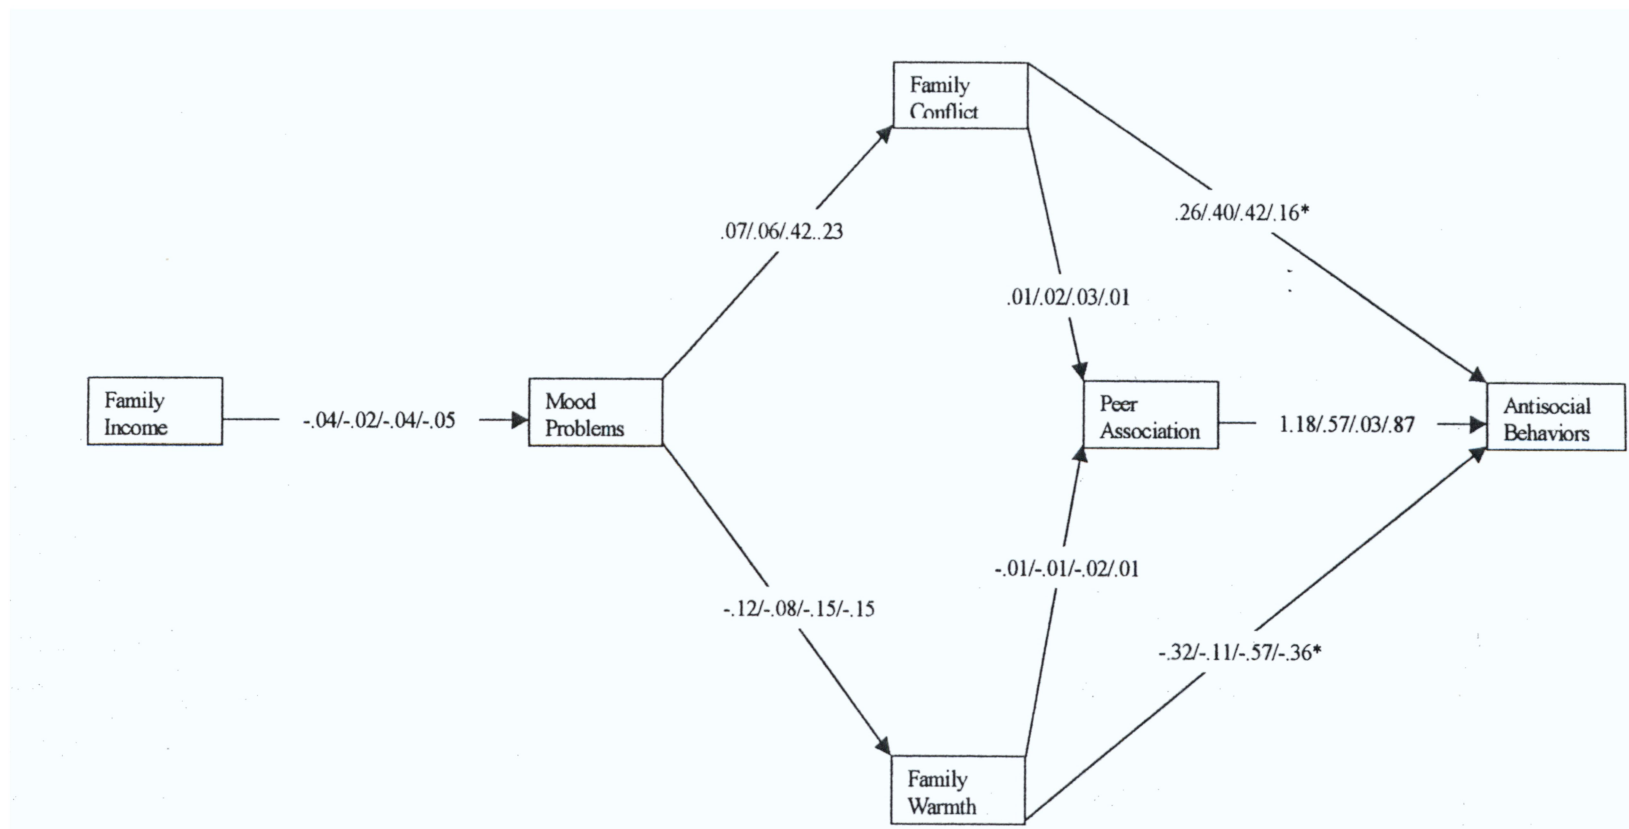 Family
Conflict
.26/.40/.42/.16*
.07/.06/.42..23
.01/.02/.03/.01
Family
Income
-.04/-.02/-.04/-.05
Mood
Problems
Peer
Association
1.18/.57/.03/.87
Antisocial
Behaviors
-.01/-.01/-.02/.01
-.12/-.08/-.15/-.15
-.32/-.11/-.57/-.36*
Family
Warmth